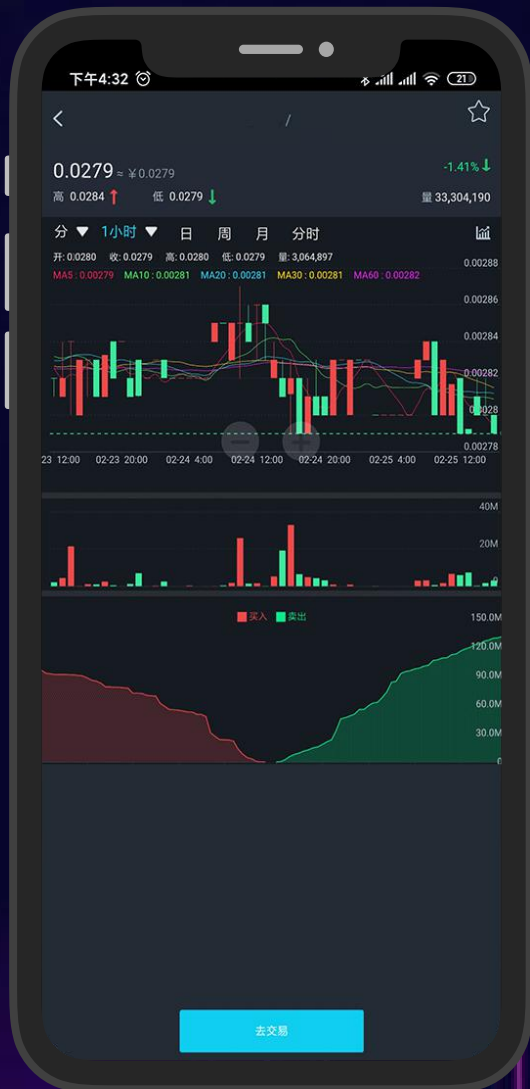 下午4:32 21
/
0.0279 ≈ ¥0.0279 -1.41%
高 0.0284 低 0.0279 量 33,304,190
分 1小时 日 周 月 分时
开: 0.0280 收: 0.0279 高: 0.0280 低: 0.0279 量: 3,064,897
0.00288
MA5 : 0.00279 MA10 : 0.00281 MA20 : 0.00281 MA30 : 0.00281 MA60 : 0.00282
0.00286
0.00284
0.00282
0.00028
0.00278
23 12:00 02-23 20:00 02-24 4:00 02-24 12:00 02-24 20:00 02-25 4:00 02-25 12:00
40M
20M
0
买入 卖出
150.0M
120.0M
90.0M
60.0M
30.0M
0
去交易